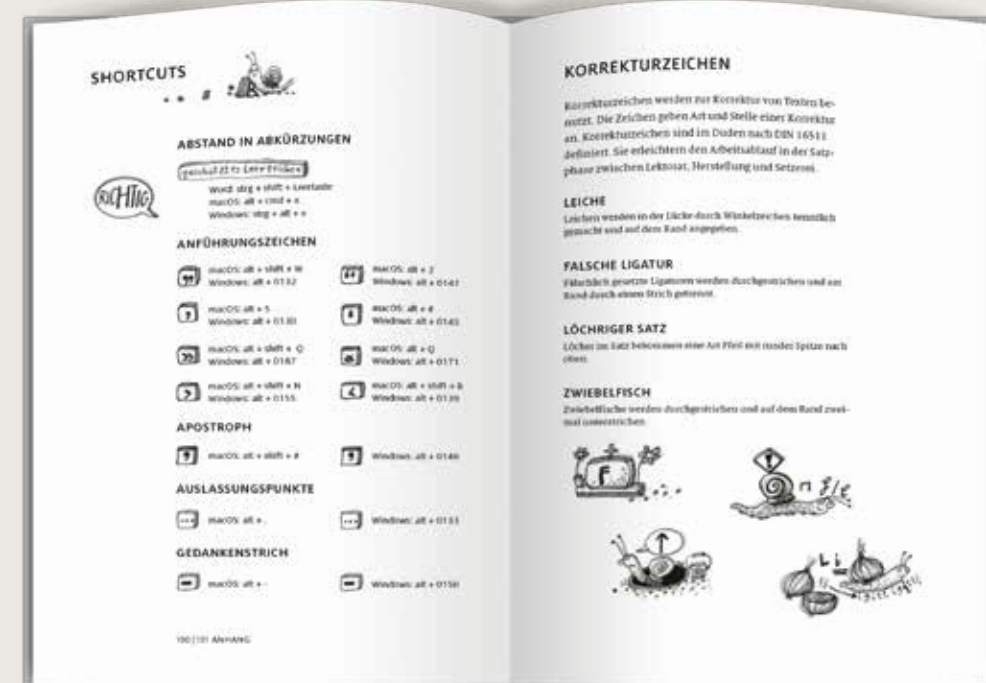 SHORTCUTS
ABSTAND IN ABKÜRZUNGEN
RICHTIG
Word: strg + shift + Leertaste
macOS: alt + cmd + x
Windows: strg + alt + x
ANFÜHRUNGSZEICHEN
macOS: alt + shift + W
Windows: alt + 0132
macOS: alt + 2
Windows: alt + 0147
macOS: alt + S
Windows: alt + 0130
macOS: alt + #
Windows: alt + 0145
macOS: alt + shift + Q
Windows: alt + 0187
macOS: alt + Q
Windows: alt + 0171
macOS: alt + shift + N
Windows: alt + 0155
macOS: alt + shift + B
Windows: alt + 0139
APOSTROPH
macOS: alt + shift + #
Windows: alt + 0146
AUSLASSUNGSPUNKTE
macOS: alt + .
Windows: alt + 0133
GEDANKENSTRICH
macOS: alt + -
Windows: alt + 0150
ANHANG
KORREKTURZEICHEN
Korrekturzeichen werden zur Korrektur von Texten be-
nutzt. Die Zeichen geben Art und Stelle einer Korrektur
an. Korrekturzeichen sind im Duden nach DIN 16511
definiert. Sie erleichtern den Arbeitsablauf in der Satz-
phase zwischen Lektorat, Herstellung und Setzerei.
LEICHE
Leichen werden in der Lücke durch Winkelzeichen kenntlich
gemacht und auf dem Rand angegeben.
FALSCHE LIGATUR
Fälschlich gesetzte Ligaturen werden durchgestrichen und am
Rand durch einen Strich getrennt.
LÖCHRIGER SATZ
Löcher im Satz bekommen eine Art Pfeil mit runder Spitze nach
oben.
ZWIEBELFISCH
Zwiebelfische werden durchgestrichen und auf dem Rand zwei-
mal unterstrichen.
F